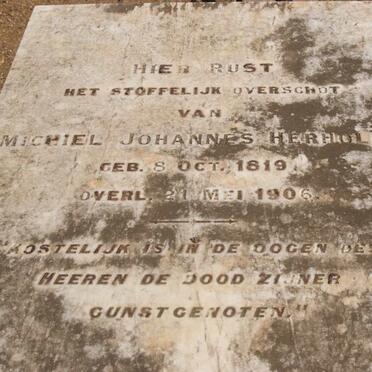 HIER RUST
HET STOFFELIJK OVERSCHOT
VAN
MICHIEL JOHANNES HERHOL
GEB. 8 OCT. 1819
OVERL. 21 MEI 1906.
"KOSTELIJK IS IN DE OOGEN DES
HEEREN DE DOOD ZIJNER
GUNSTGENOTEN."